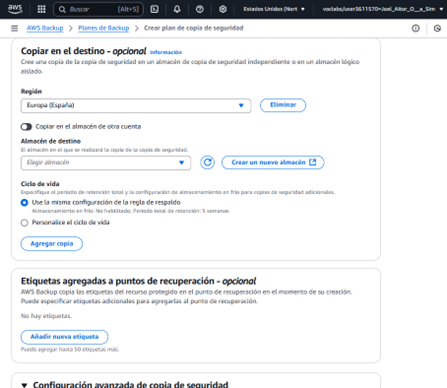 aws
Buscar [Alt+S]
Estados Unidos (Nort
voclabs/user5611570=Joel_Aitor_O__a_Sim
AWS Backup > Planes de Backup > Crear plan de copia de seguridad
Copiar en el destino - opcional Información
Cree una copia de la copia de seguridad en un almacén de copia de seguridad independiente o en un almacén lógico
aislado.
Región
Europa (España)
Eliminar
Copiar en el almacén de otra cuenta
Almacén de destino
El almacén en el que se realizará la copia de la copia de seguridad.
Elegir almacén
Crear un nuevo almacén
Ciclo de vida
Especifique el periodo de retención total y la configuración de almacenamiento en frío para copias de seguridad adicionales.
Use la misma configuración de la regla de respaldo
Almacenamiento en frío: No habilitado; Periodo total de retención: 5 semanas
Personalice el ciclo de vida
Agregar copia
Etiquetas agregadas a puntos de recuperación - opcional
AWS Backup copia las etiquetas del recurso protegido en el punto de recuperación en el momento de su creación.
Puede especificar etiquetas adicionales para agregarlas al punto de recuperación.
No hay etiquetas.
Añadir nueva etiqueta
Puede agregar hasta 50 etiquetas más.
Configuración avanzada de copia de seguridad